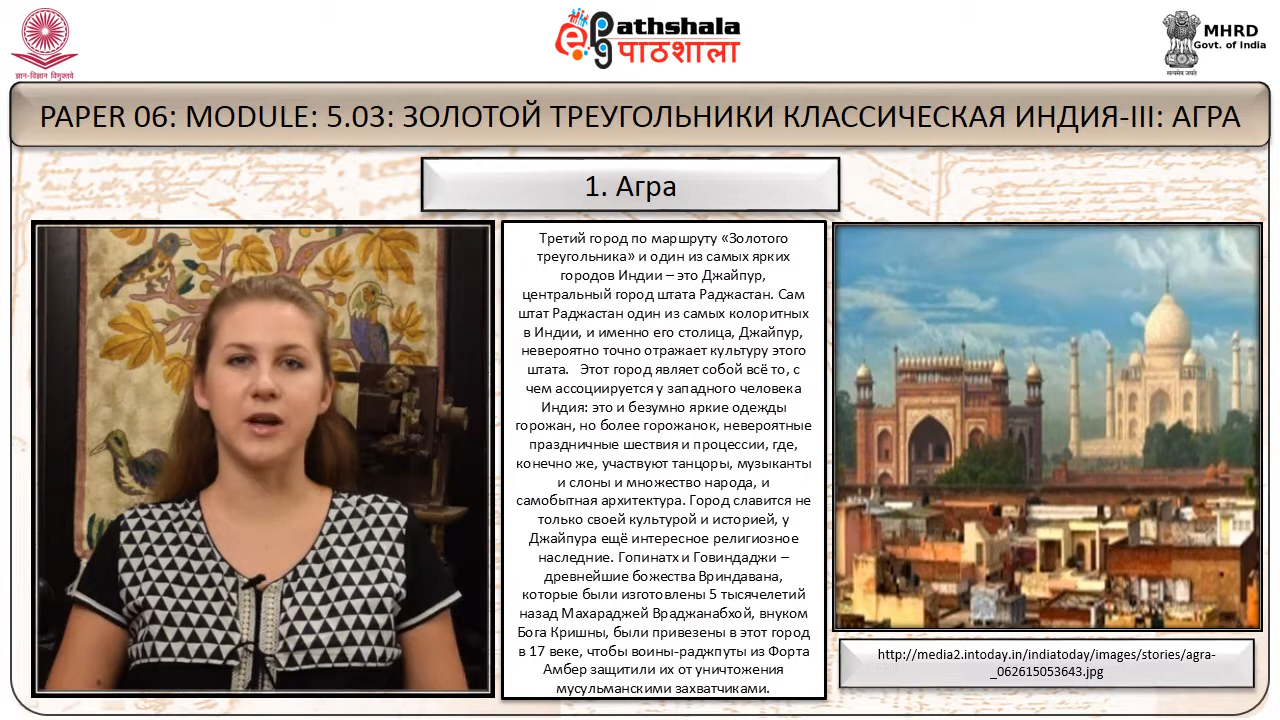 ज्ञान-विज्ञान विमुक्तये
ePathshala
पाठशाला
MHRD
Govt. of India
सत्यमेव जयते
PAPER 06: MODULE: 5.03: ЗОЛОТОЙ ТРЕУГОЛЬНИКИ КЛАССИЧЕСКАЯ ИНДИЯ-III: АГРА
1. Агра
Третий город по маршруту «Золотого
треугольника» и один из самых ярких
городов Индии – это Джайпур,
центральный город штата Раджастан. Сам
штат Раджастан один из самых колоритных
в Индии, и именно его столица, Джайпур,
невероятно точно отражает культуру этого
штата. Этот город являет собой всё то, с
чем ассоциируется у западного человека
Индия: это и безумно яркие одежды
горожан, но более горожанок, невероятные
праздничные шествия и процессии, где,
конечно же, участвуют танцоры, музыканты
и слоны и множество народа, и
самобытная архитектура. Город славится не
только своей культурой и историей, у
Джайпура ещё интересное религиозное
наследние. Гопинатх и Говиндаджи –
древнейшие божества Вриндавана,
которые были изготовлены 5 тысячелетий
назад Махараджей Враджанабхой, внуком
Бога Кришны, были привезены в этот город
в 17 веке, чтобы воины-раджпуты из Форта
Амбер защитили их от уничтожения
мусульманскими захватчиками.
http://media2.intoday.in/indiatoday/images/stories/agra-
_062615053643.jpg